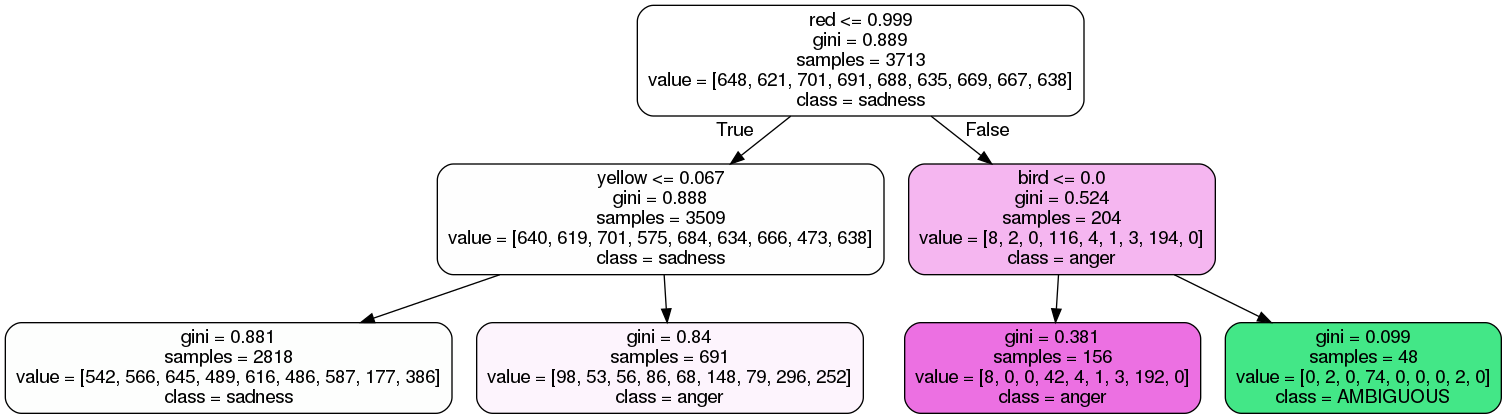 red <= 0.999
gini = 0.889
samples = 3713
value = [648, 621, 701, 691, 688, 635, 669, 667, 638]
class = sadness
True
False
yellow <= 0.067
gini = 0.888
samples = 3509
value = [640, 619, 701, 575, 684, 634, 666, 473, 638]
class = sadness
bird <= 0.0
gini = 0.524
samples = 204
value = [8, 2, 0, 116, 4, 1, 3, 194, 0]
class = anger
gini = 0.881
samples = 2818
value = [542, 566, 645, 489, 616, 486, 587, 177, 386]
class = sadness
gini = 0.84
samples = 691
value = [98, 53, 56, 86, 68, 148, 79, 296, 252]
class = anger
gini = 0.381
samples = 156
value = [8, 0, 0, 42, 4, 1, 3, 192, 0]
class = anger
gini = 0.099
samples = 48
value = [0, 2, 0, 74, 0, 0, 0, 2, 0]
class = AMBIGUOUS